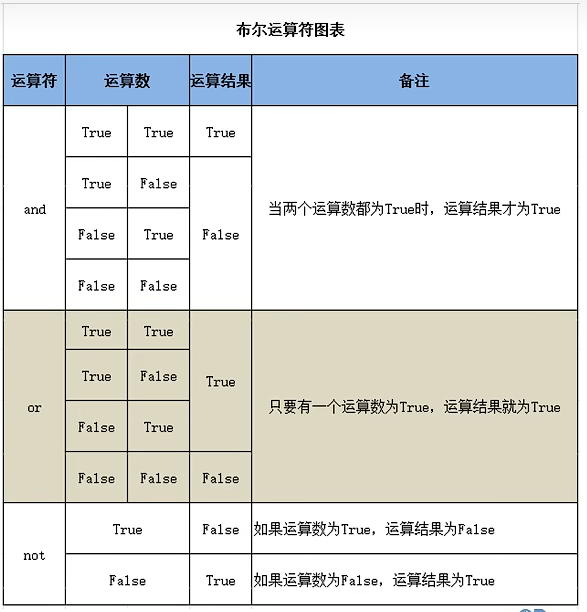 布尔运算符图表
运算符 运算数 运算结果 备注
and
True True True
True False
False True False
False False
当两个运算数都为True时，运算结果才为True
or
True True
True False True
False True
False False False
只要有一个运算数为True，运算结果就为True
not
True False 如果运算数为True，运算结果为False
False True 如果运算数为False，运算结果为True